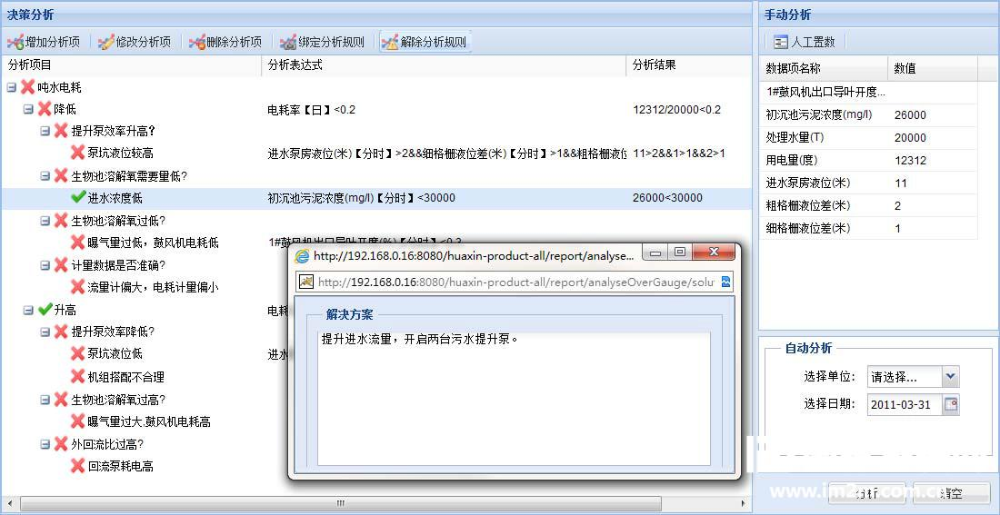 决策分析
增加分析项 修改分析项 删除分析项 绑定分析规则 解除分析规则
分析项目 分析表达式 分析结果
吨水电耗
降低 电耗率【日】<0.2 12312/20000<0.2
提升泵效率升高?
泵坑液位较高 进水泵房液位(米)【分时】>2&&细格栅液位差(米)【分时】>1&&粗格栅液位 11>2&&1>1&&2>1
生物池溶解氧需要量低?
进水浓度低 初沉池污泥浓度(mg/l)【分时】<30000 26000<30000
生物池溶解氧过低?
曝气量过低，鼓风机电耗低 1#鼓风机出口导叶开度(%)【分时】<0.2
计量数据是否准确?
流量计偏大，电耗计量偏小
升高 电耗
提升泵效率降低?
泵坑液位低 进水
机组搭配不合理
生物池溶解氧过高?
曝气量过大,鼓风机电耗高
外回流比过高?
回流泵耗电高
http://192.168.0.16:8080/huaxin-product-all/report/analyse...
http://192.168.0.16:8080/huaxin-product-all/report/analyseOverGauge/solu
解决方案
提升进水流量，开启两台污水提升泵。
手动分析
人工置数
数据项名称 数值
1#鼓风机出口导叶开度...
初沉池污泥浓度(mg/l) 26000
处理水量(T) 20000
用电量(度) 12312
进水泵房液位(米) 11
粗格栅液位差(米) 2
细格栅液位差(米) 1
自动分析
选择单位: 请选择...
选择日期: 2011-03-31
分析 清空